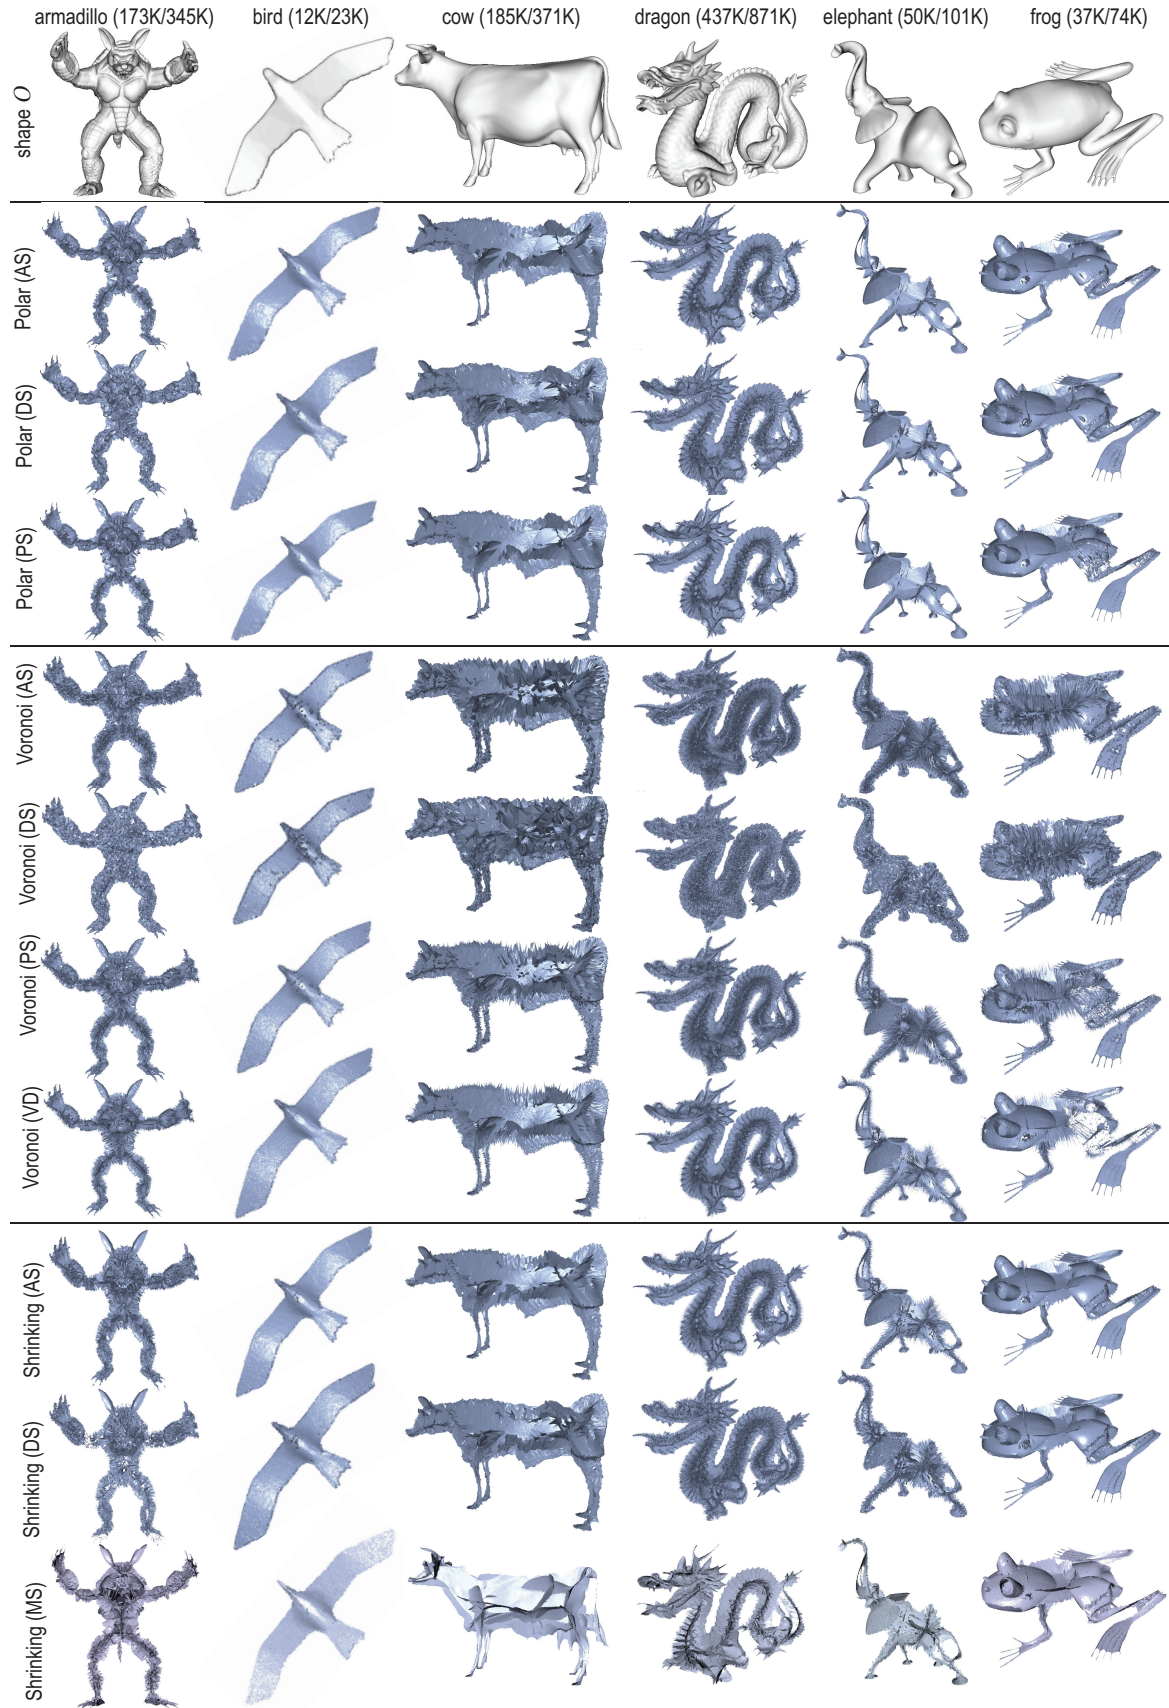 armadillo (173K/345K) bird (12K/23K) cow (185K/371K) dragon (437K/871K) elephant (50K/101K) frog (37K/74K)
shape O
Polar (AS)
Polar (DS)
Polar (PS)
Voronoi (AS)
Voronoi (DS)
Voronoi (PS)
Voronoi (VD)
Shrinking (AS)
Shrinking (DS)
Shrinking (MS)